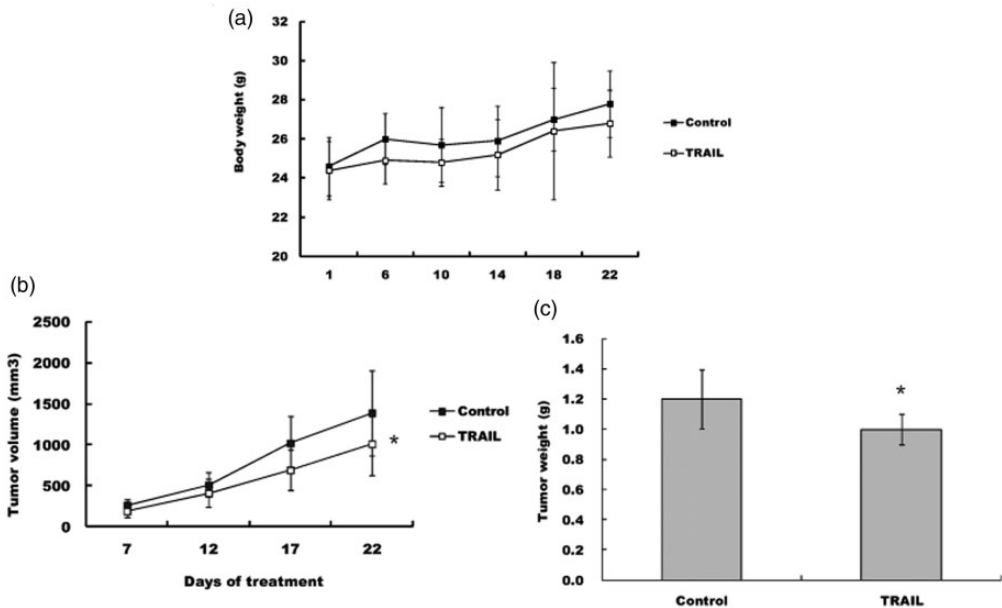 (a)
Body weight (g)
32
30
28
26
24
22
20
1 6 10 14 18 22
Control
TRAIL
(b)
Tumor volume (mm3)
2500
2000
1500
1000
500
0
7 12 17 22
Days of treatment
Control
TRAIL
*
(c)
Tumor weight (g)
1.6
1.4
1.2
1.0
0.8
0.6
0.4
0.2
0.0
*
Control TRAIL